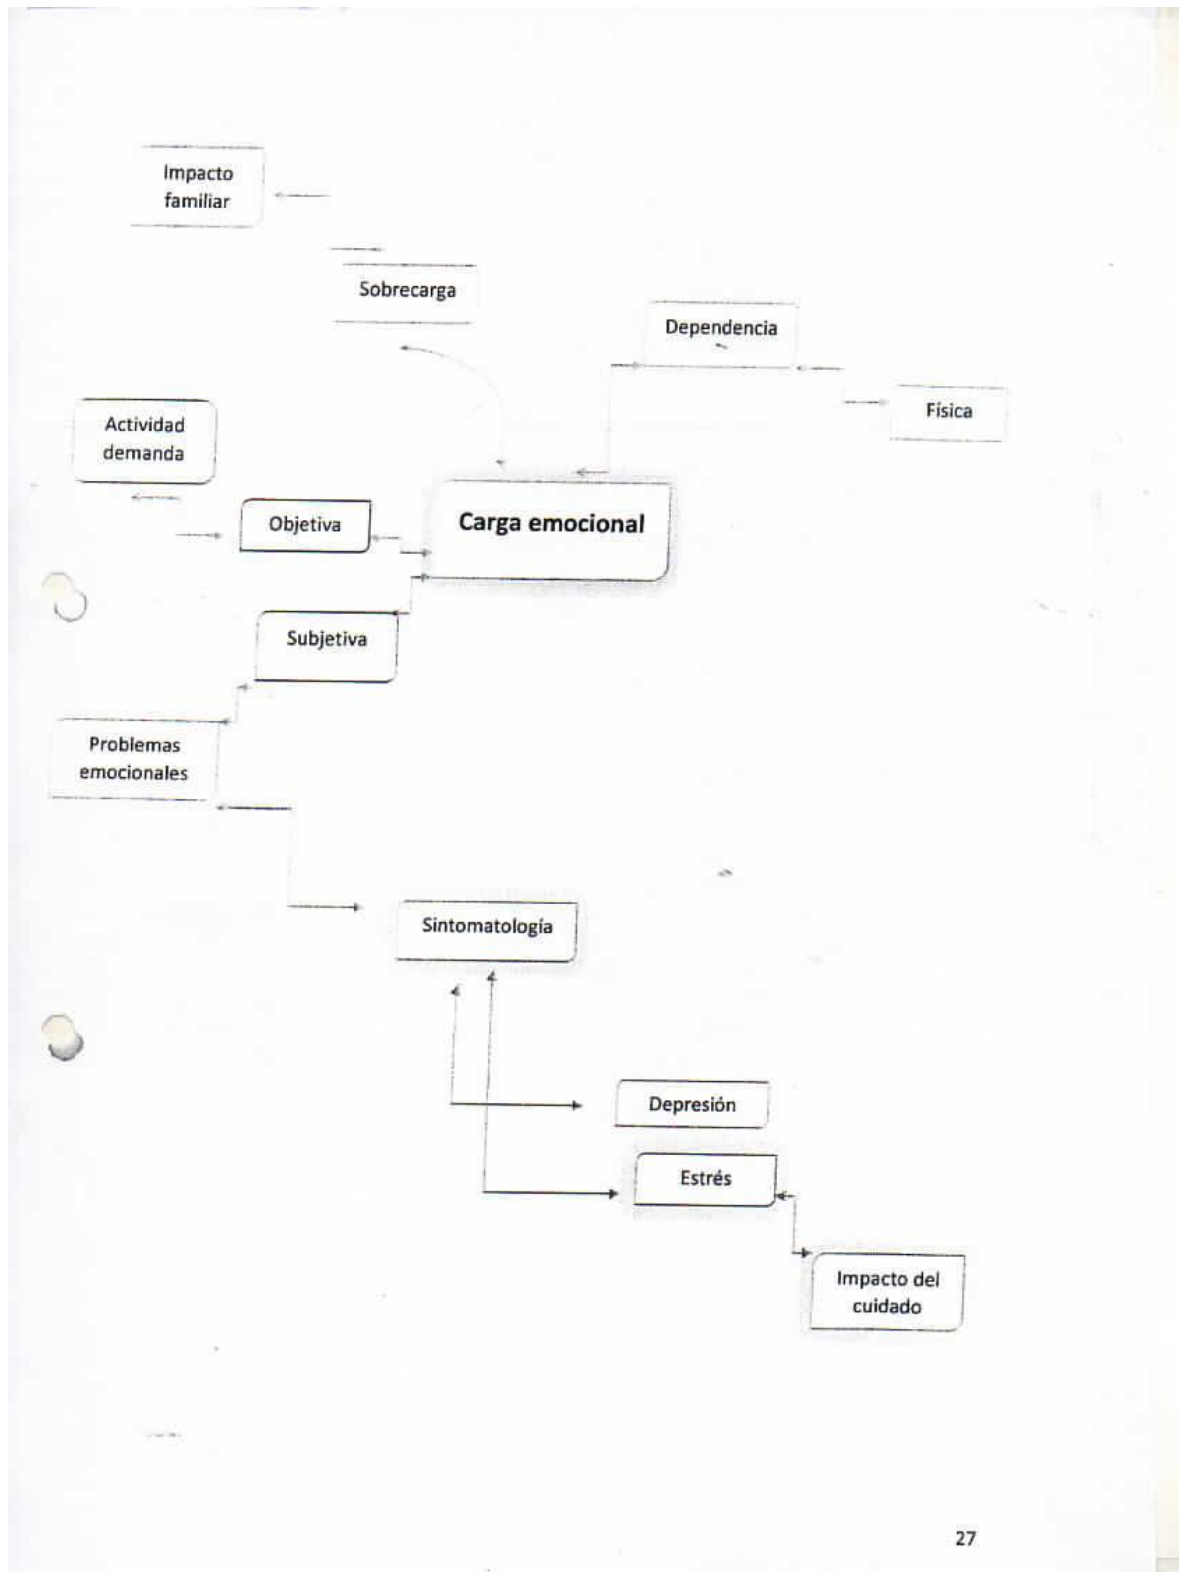 Impacto
familiar
Sobrecarga
Dependencia
Física
Actividad
demanda
Objetiva
Carga emocional
Subjetiva
Problemas
emocionales
Sintomatología
Depresión
Estrés
Impacto del
cuidado
27